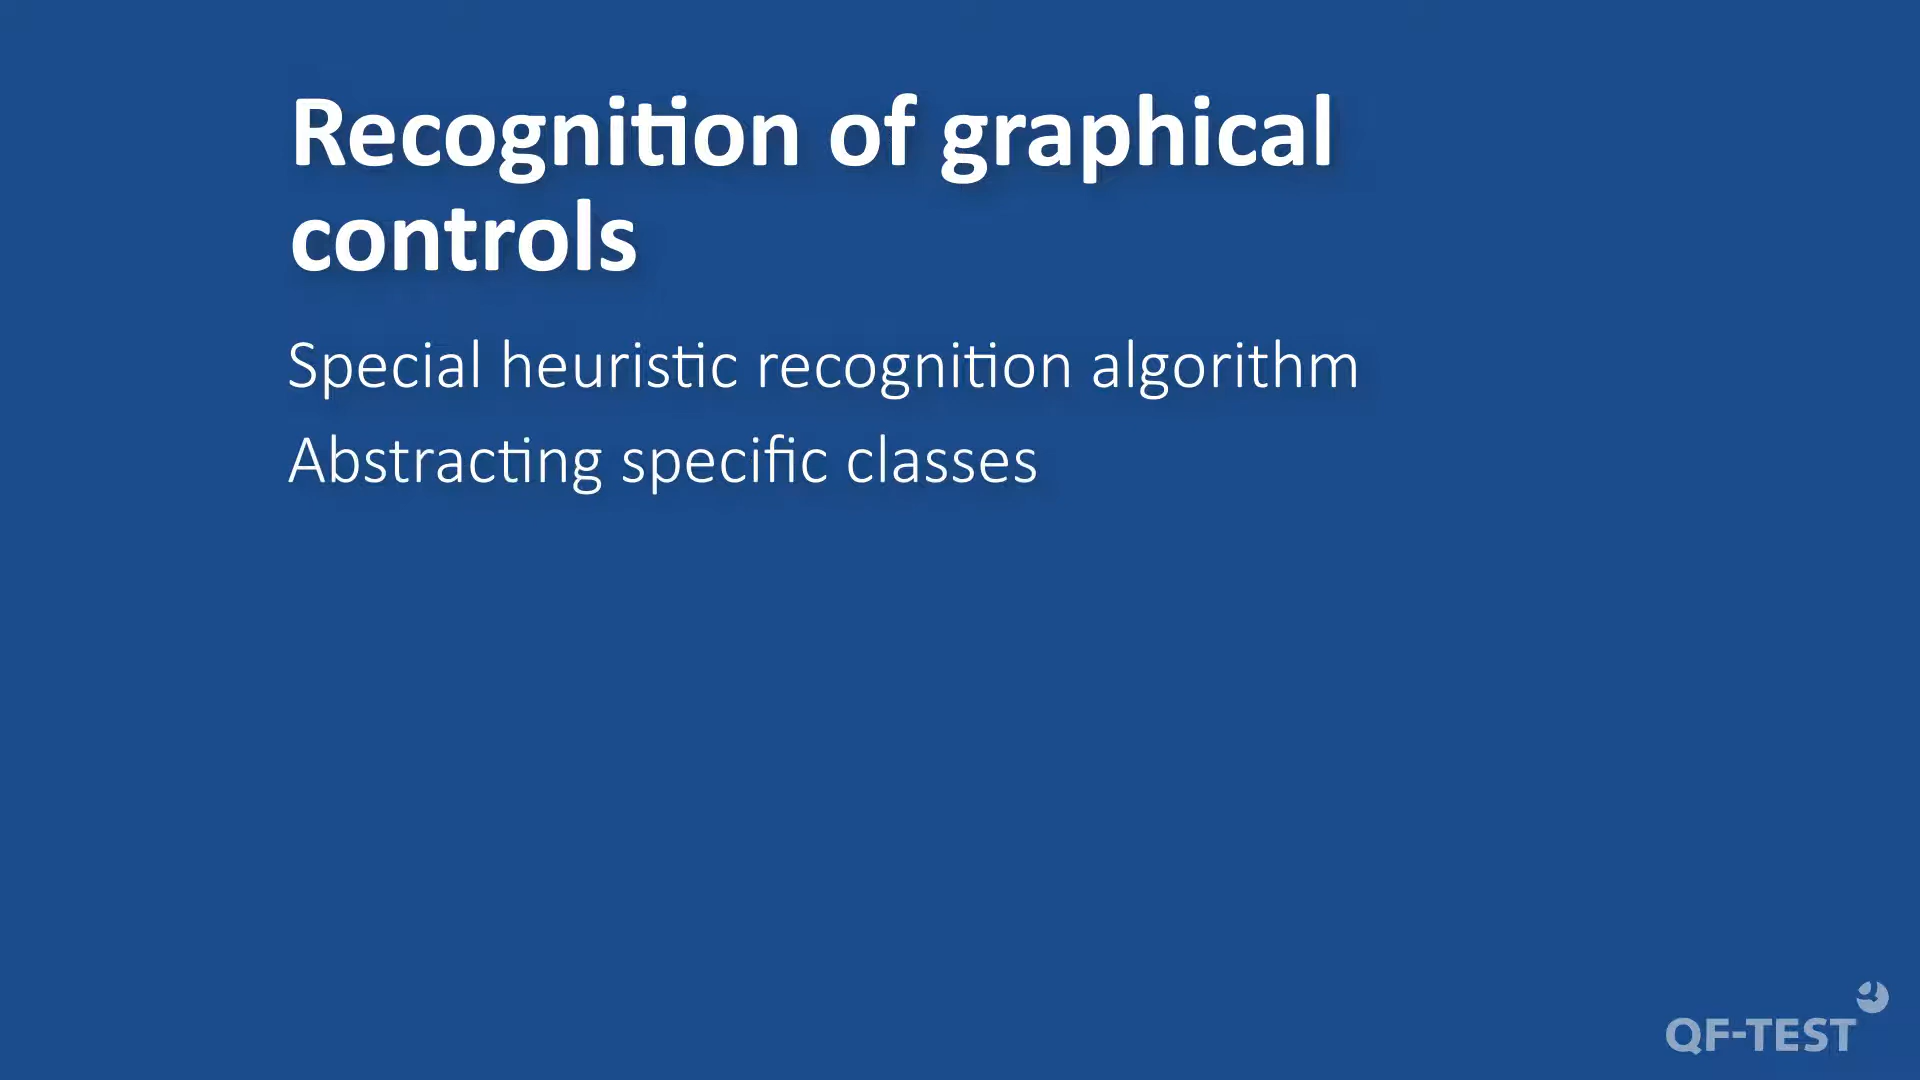 Recognition of graphical
controls
Special heuristic recognition algorithm
Abstracting specific classes
QF-TEST